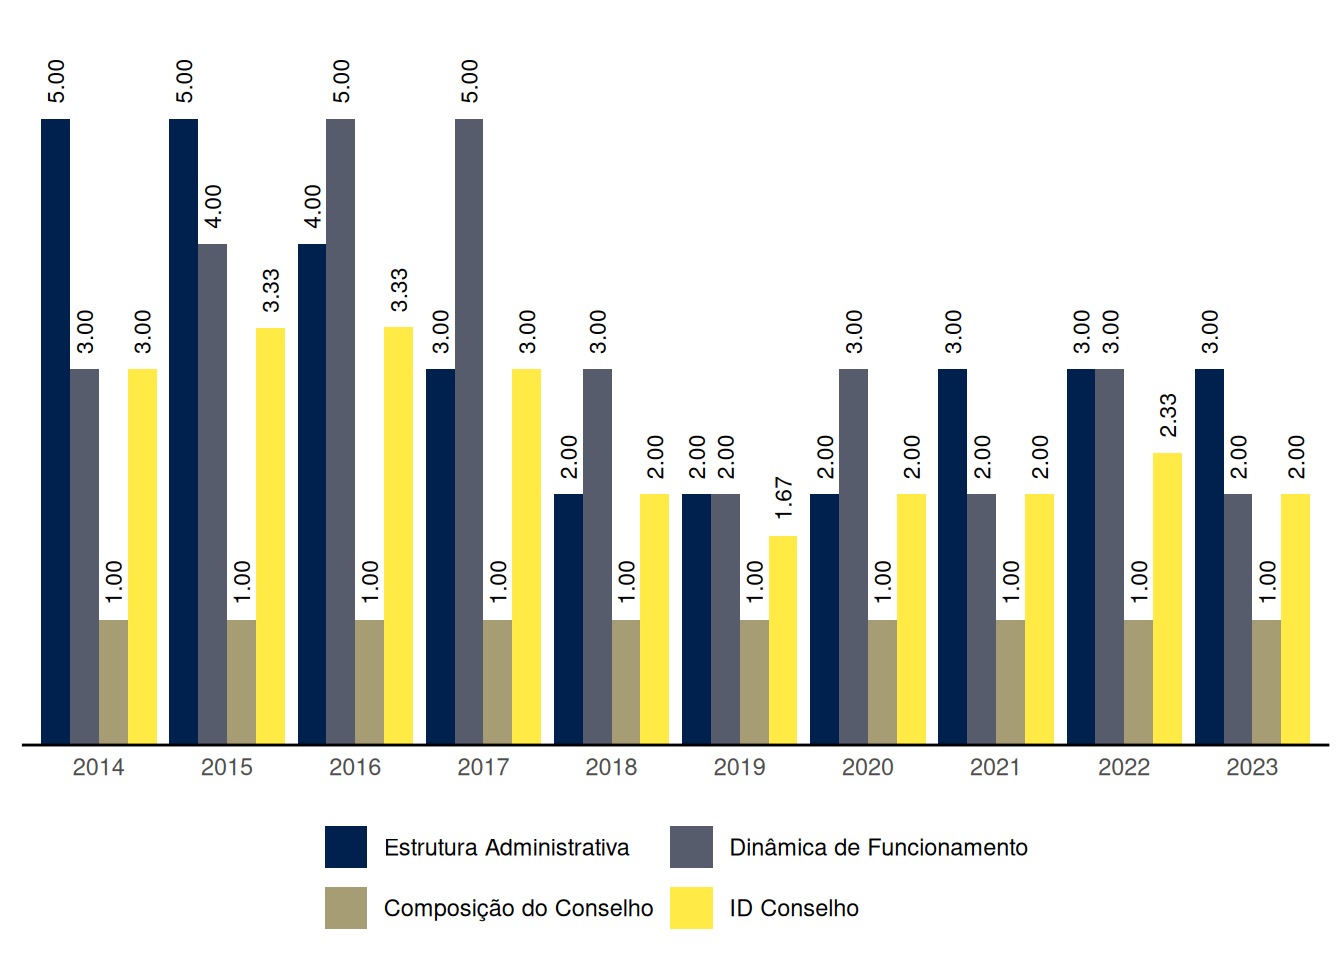 5.00 3.00 1.00 3.00
5.00 4.00 1.00 3.33
4.00 5.00 1.00 3.33
3.00 5.00 1.00 3.00
2.00 3.00 1.00 2.00
2.00 2.00 1.00 1.67
2.00 3.00 1.00 2.00
3.00 2.00 1.00 2.00
3.00 3.00 1.00 2.33
3.00 2.00 1.00 2.00
2014 2015 2016 2017 2018 2019 2020 2021 2022 2023
Estrutura Administrativa Dinâmica de Funcionamento
Composição do Conselho ID Conselho